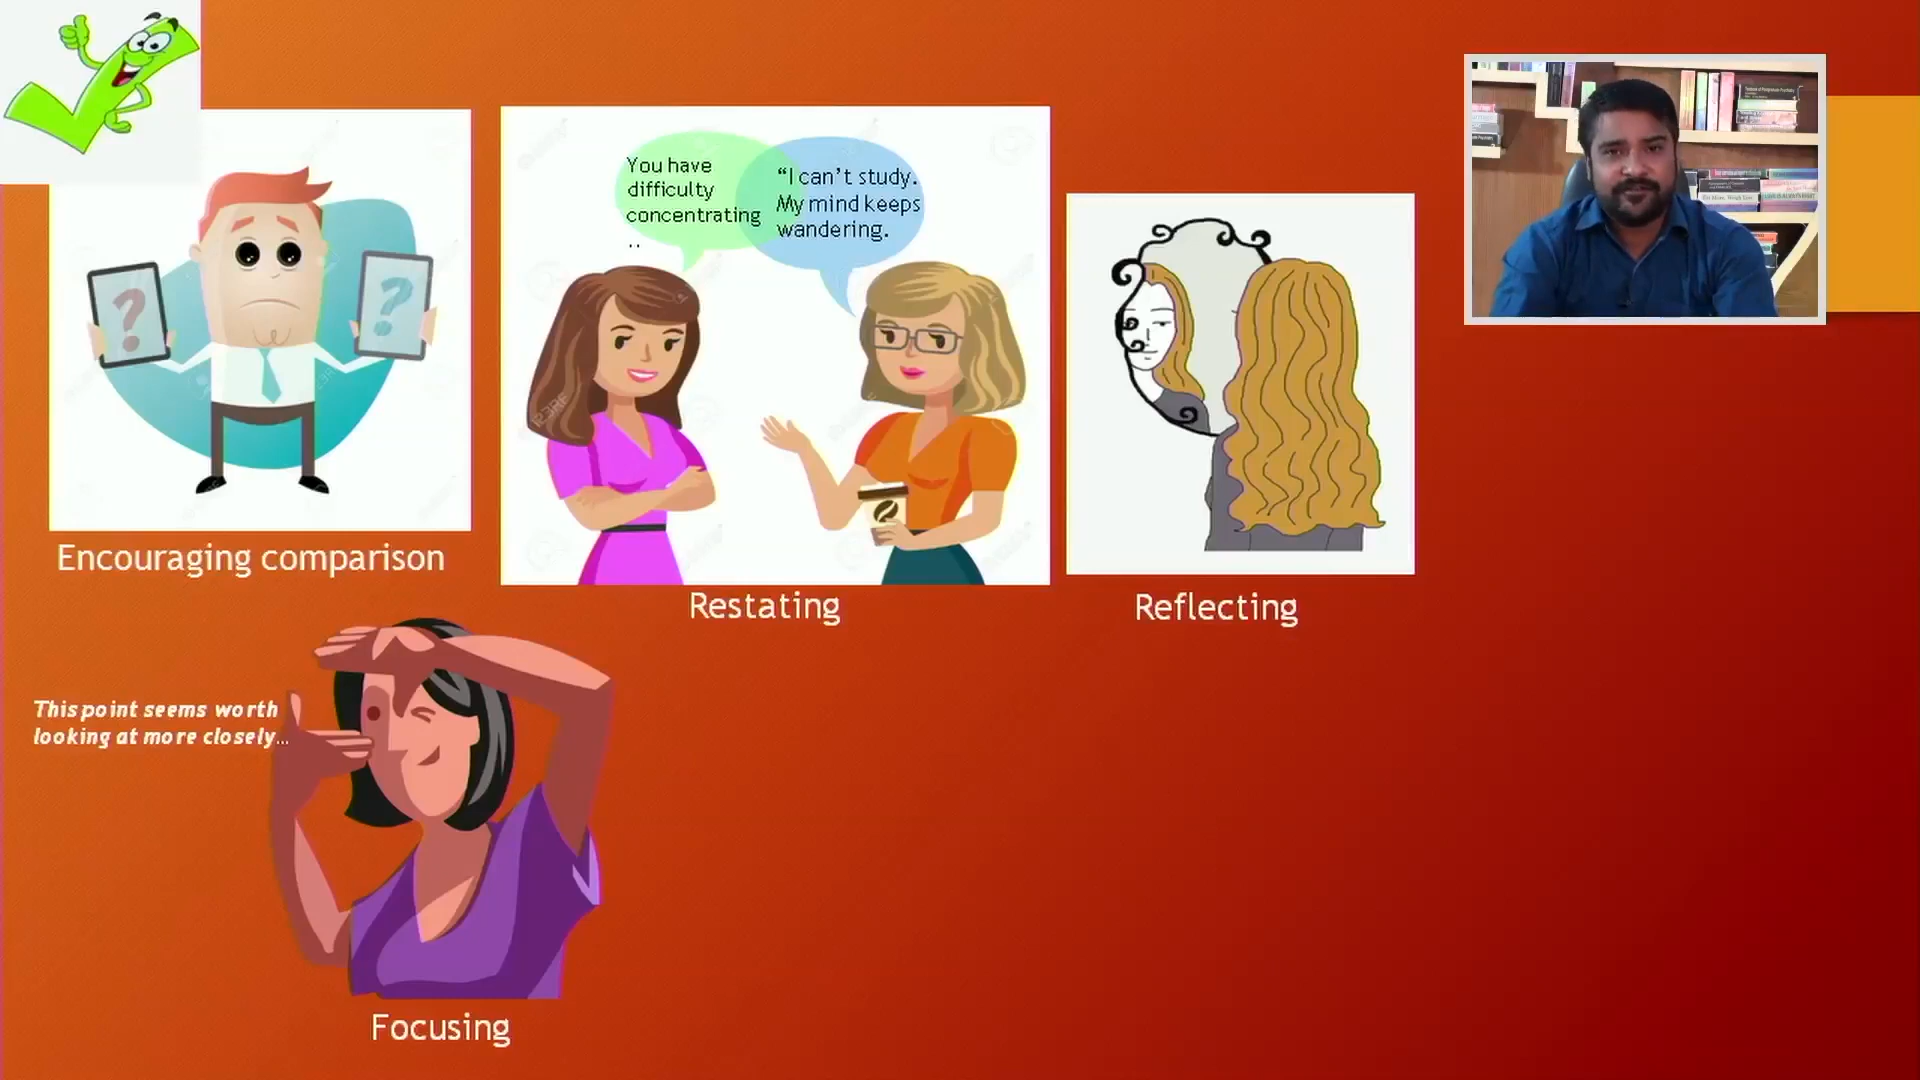 You have
difficulty
concentrating
..
“I can’t study.
My mind keeps
wandering.
Encouraging comparison
Restating
Reflecting
This point seems worth
looking at more closely...
Focusing